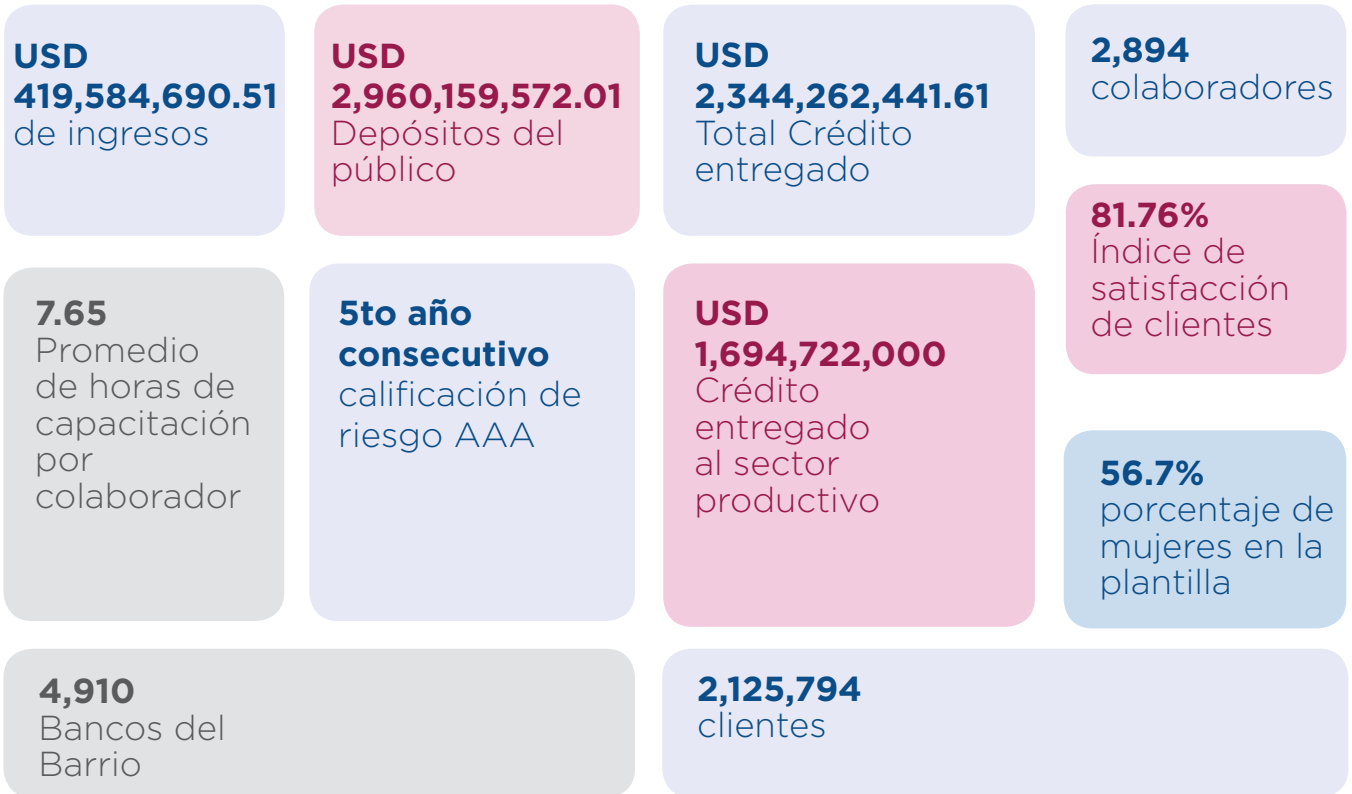 USD
419,584,690.51
de ingresos
USD
2,960,159,572.01
Depósitos del
público
USD
2,344,262,441.61
Total Crédito
entregado
2,894
colaboradores
81.76%
Índice de
satisfacción
de clientes
7.65
Promedio
de horas de
capacitación
por
colaborador
5to año
consecutivo
calificación de
riesgo AAA
USD
1,694,722,000
Crédito
entregado
al sector
productivo
56.7%
porcentaje de
mujeres en la
plantilla
4,910
Bancos del
Barrio
2,125,794
clientes